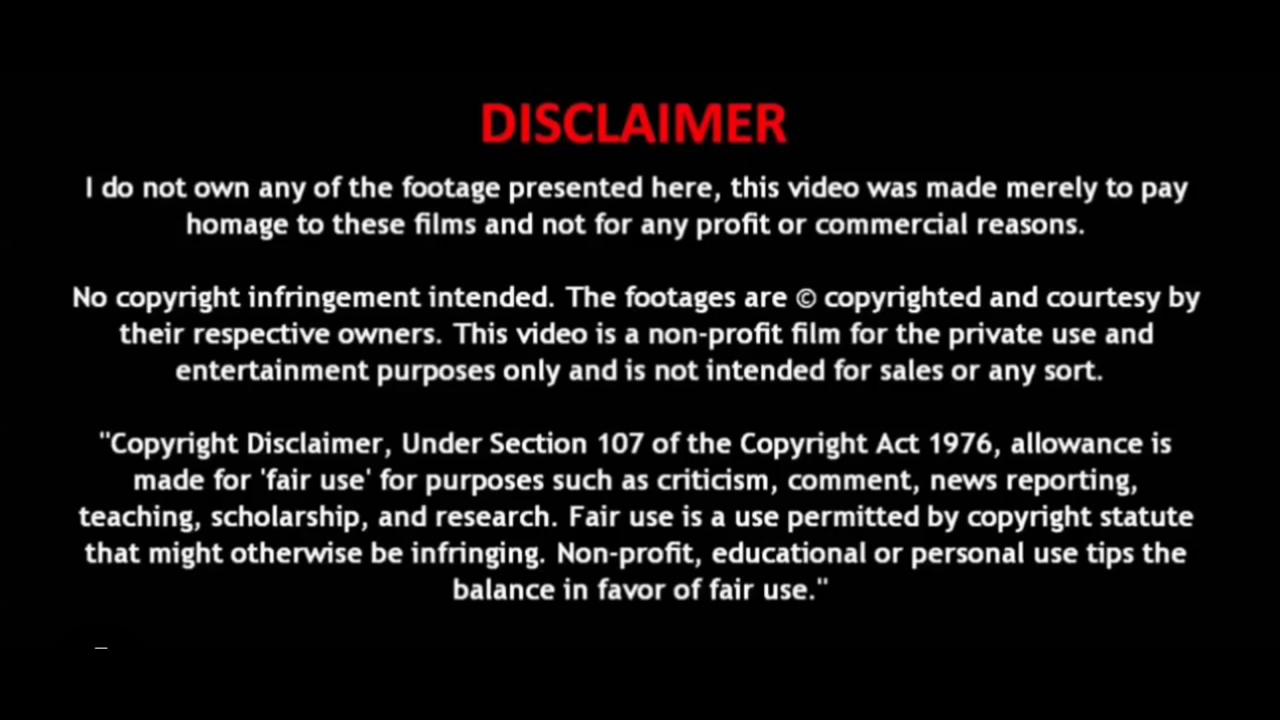 DISCLAIMER
I do not own any of the footage presented here, this video was made merely to pay
homage to these films and not for any profit or commercial reasons.
No copyright infringement intended. The footages are © copyrighted and courtesy by
their respective owners. This video is a non-profit film for the private use and
entertainment purposes only and is not intended for sales or any sort.
"Copyright Disclaimer, Under Section 107 of the Copyright Act 1976, allowance is
made for 'fair use' for purposes such as criticism, comment, news reporting,
teaching, scholarship, and research. Fair use is a use permitted by copyright statute
that might otherwise be infringing. Non-profit, educational or personal use tips the
balance in favor of fair use."